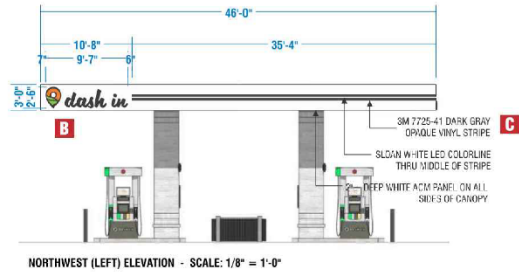 46'-0"
10'-8"
35'-4"
7"
9'-7"
6"
3'-0"
2'-6"
dash in
B
3M 7725-41 DARK GRAY
OPAQUE VINYL STRIPE
C
SLOAN WHITE LED COLORLINE
THRU MIDDLE OF STRIPE
2" DEEP WHITE ACM PANEL ON ALL
SIDES OF CANOPY
NORTHWEST (LEFT) ELEVATION - SCALE: 1/8" = 1'-0"